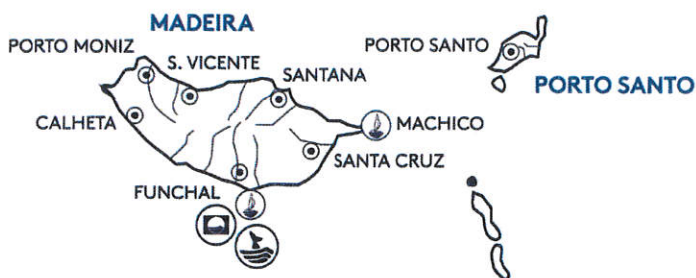 MADEIRA
PORTO MONIZ
S. VICENTE
SANTANA
CALHETA
MACHICO
SANTA CRUZ
FUNCHAL
PORTO SANTO
PORTO SANTO